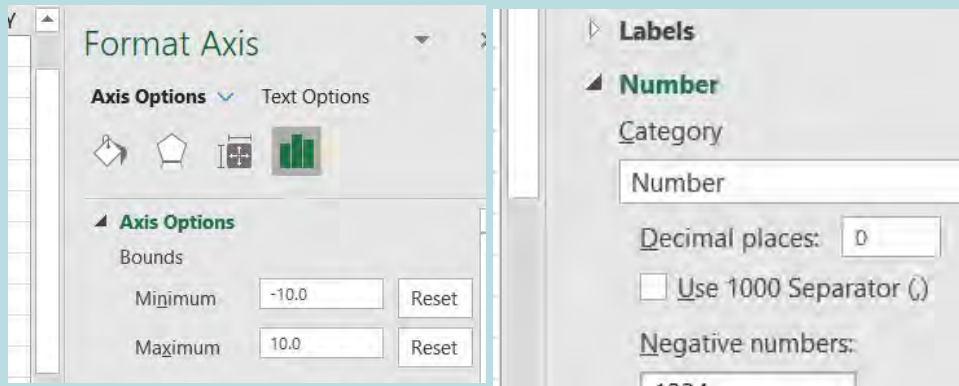 Y
Format Axis
Axis Options Text Options
Axis Options
Bounds
Minimum -10.0 Reset
Maximum 10.0 Reset
Labels
Number
Category
Number
Decimal places: 0
Use 1000 Separator (,)
Negative numbers: